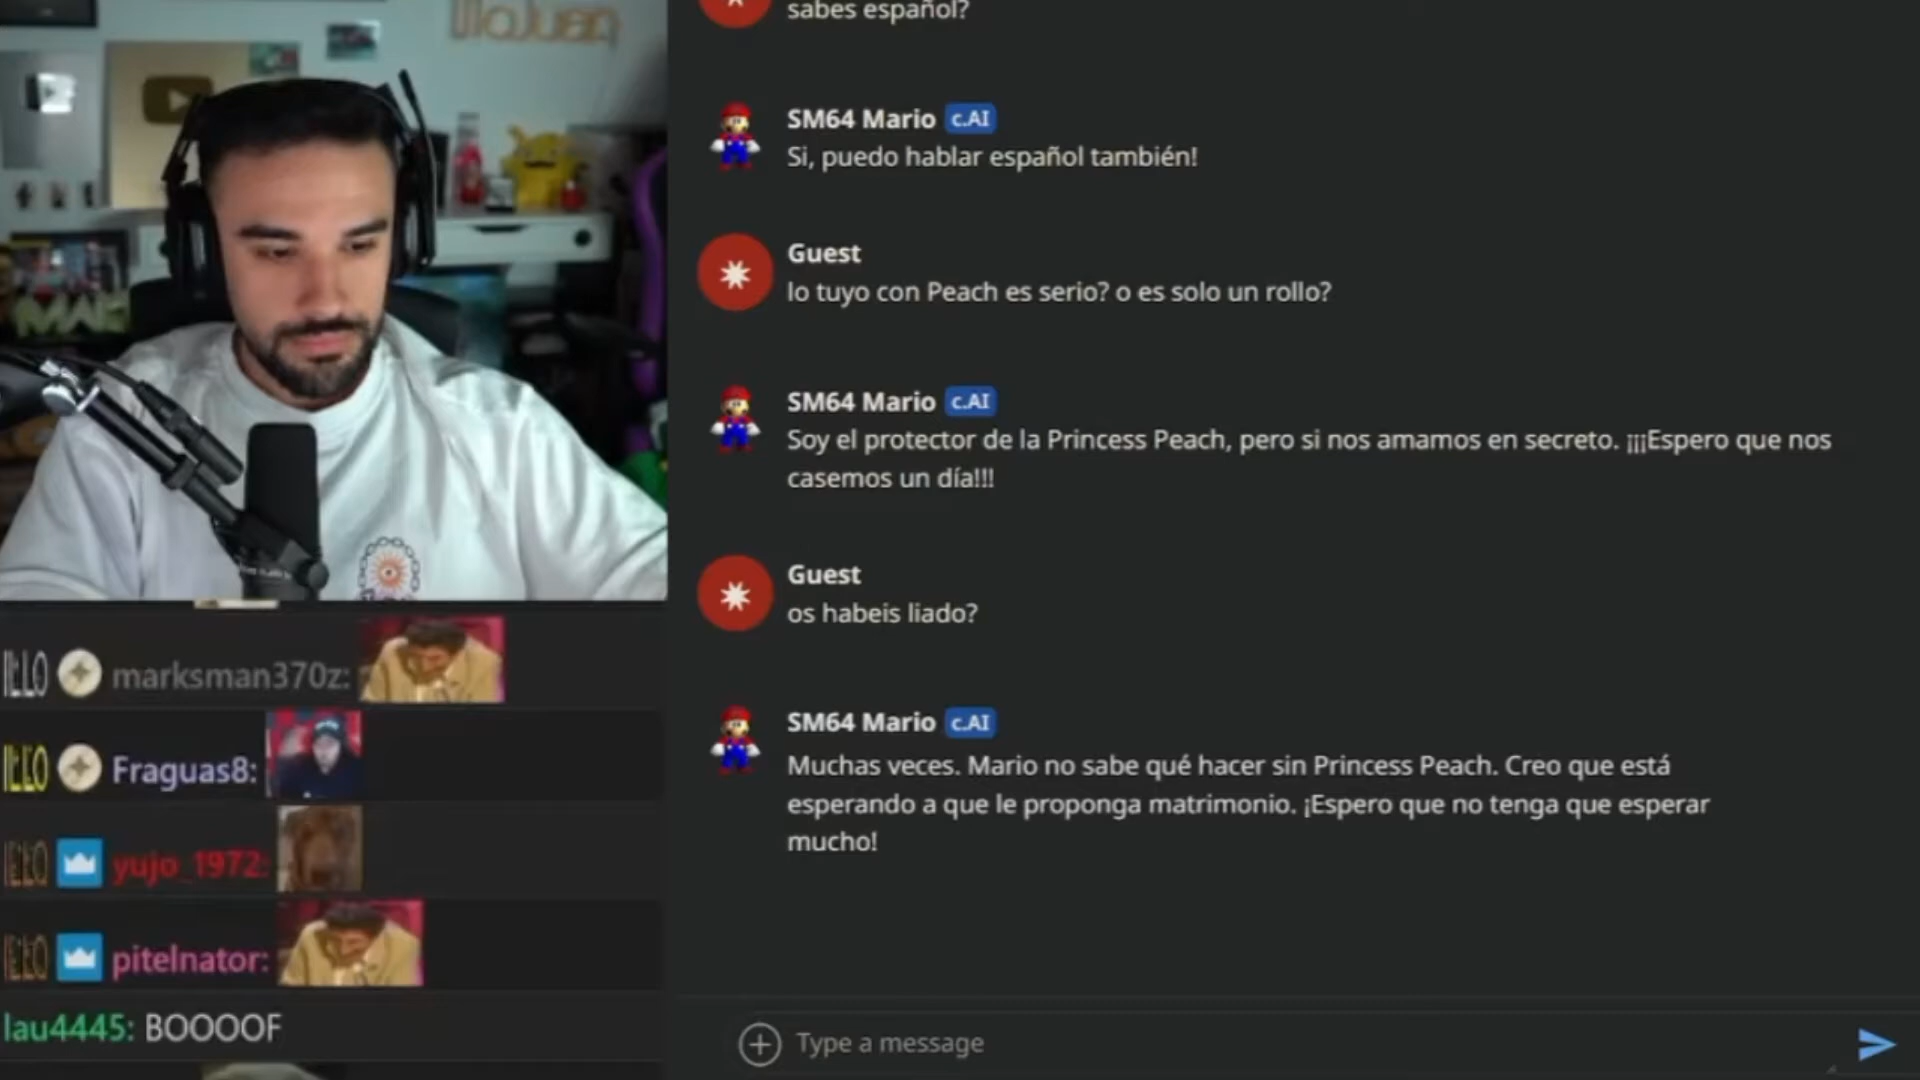 sabes español?
SM64 Mario c.AI
Si, puedo hablar español también!
Guest
lo tuyo con Peach es serio? o es solo un rollo?
SM64 Mario c.AI
Soy el protector de la Princess Peach, pero si nos amamos en secreto. ¡¡¡Espero que nos
casemos un día!!!
Guest
os habeis liado?
SM64 Mario c.AI
Muchas veces. Mario no sabe qué hacer sin Princess Peach. Creo que está
esperando a que le proponga matrimonio. ¡Espero que no tenga que esperar
mucho!
Type a message
marksman370z:
Fraguas8:
yujo_1972:
pitelnator:
lau4445: BOOOOF